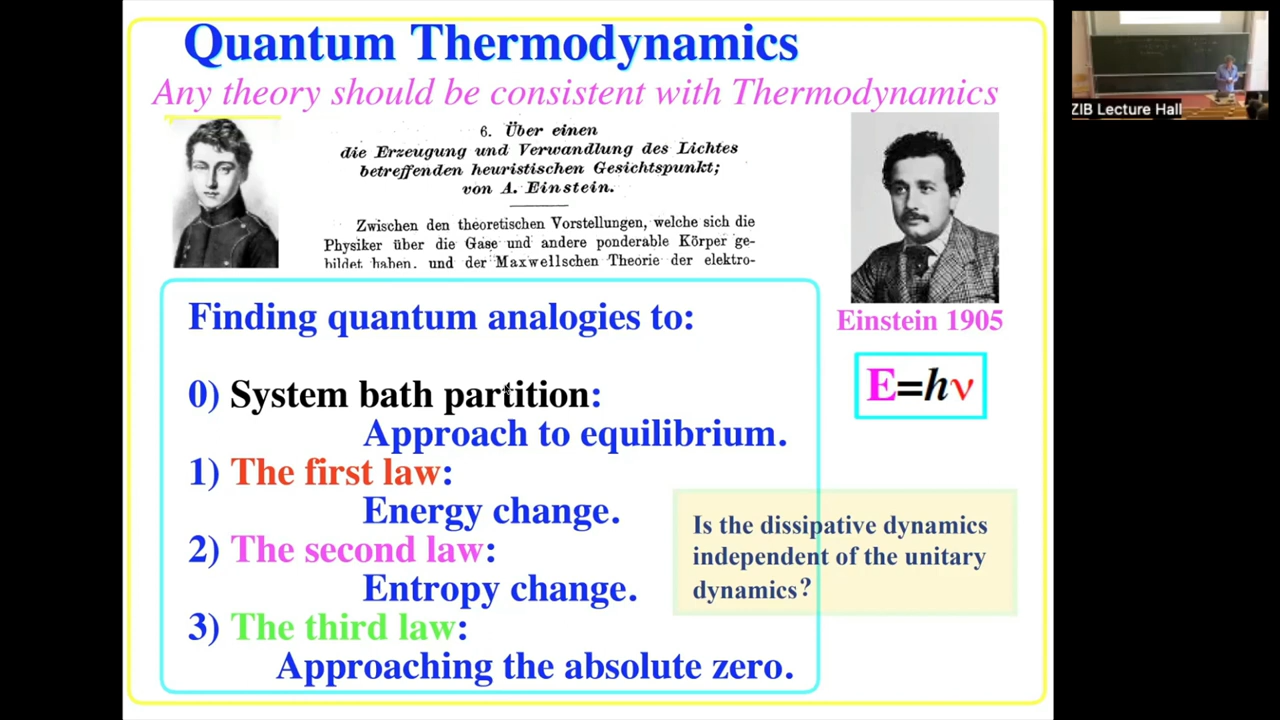 Quantum Thermodynamics
Any theory should be consistent with Thermodynamics
6. Über einen
die Erzeugung und Verwandlung des Lichtes
betreffenden heuristischen Gesichtspunkt;
von A. Einstein.
Zwischen den theoretischen Vorstellungen, welche sich die
Physiker über die Gase und andere ponderable Körper ge-
bildet haben, und der Maxwellschen Theorie der elektro-
Einstein 1905
E=hν
Finding quantum analogies to:
0) System bath partition:
Approach to equilibrium.
1) The first law:
Energy change.
2) The second law:
Entropy change.
3) The third law:
Approaching the absolute zero.
Is the dissipative dynamics
independent of the unitary
dynamics?
ZIB Lecture Hall